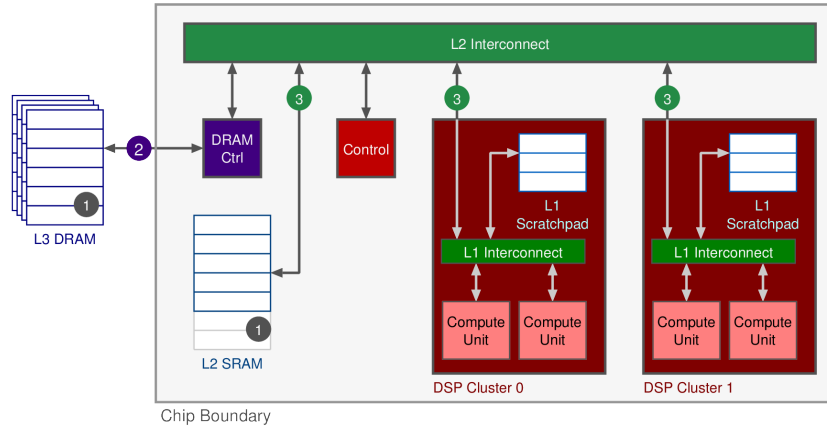 L2 Interconnect
3
3
3
2
DRAM
Ctrl
Control
1
L3 DRAM
L1
Scratchpad
L1 Interconnect
Compute
Unit
Compute
Unit
L1
Scratchpad
L1 Interconnect
Compute
Unit
Compute
Unit
1
L2 SRAM
DSP Cluster 0
DSP Cluster 1
Chip Boundary